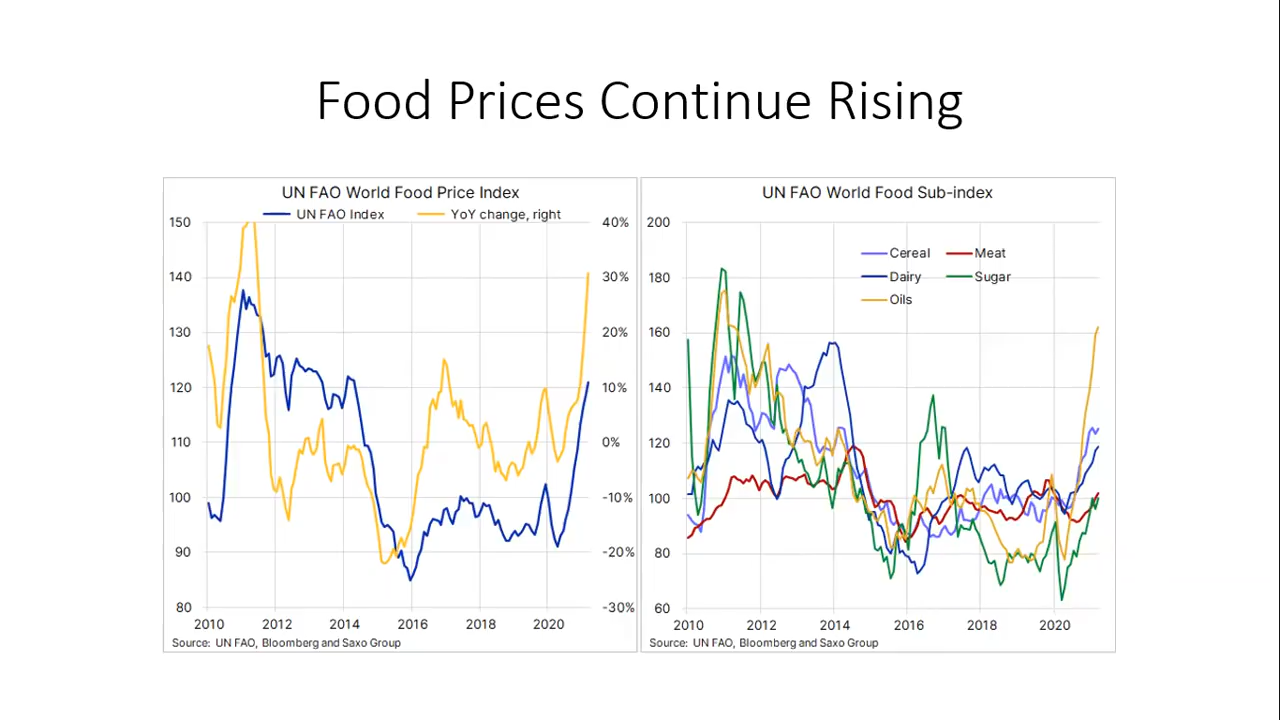 Food Prices Continue Rising
UN FAO World Food Price Index
UN FAO Index YoY change, right
150 40%
140 30%
130 20%
120 10%
110 0%
100 -10%
90 -20%
80 -30%
2010 2012 2014 2016 2018 2020
Source: UN FAO, Bloomberg and Saxo Group
UN FAO World Food Sub-index
200
Cereal Meat
180
Dairy Sugar
Oils
160
140
120
100
80
60
2010 2012 2014 2016 2018 2020
Source: UN FAO, Bloomberg and Saxo Group